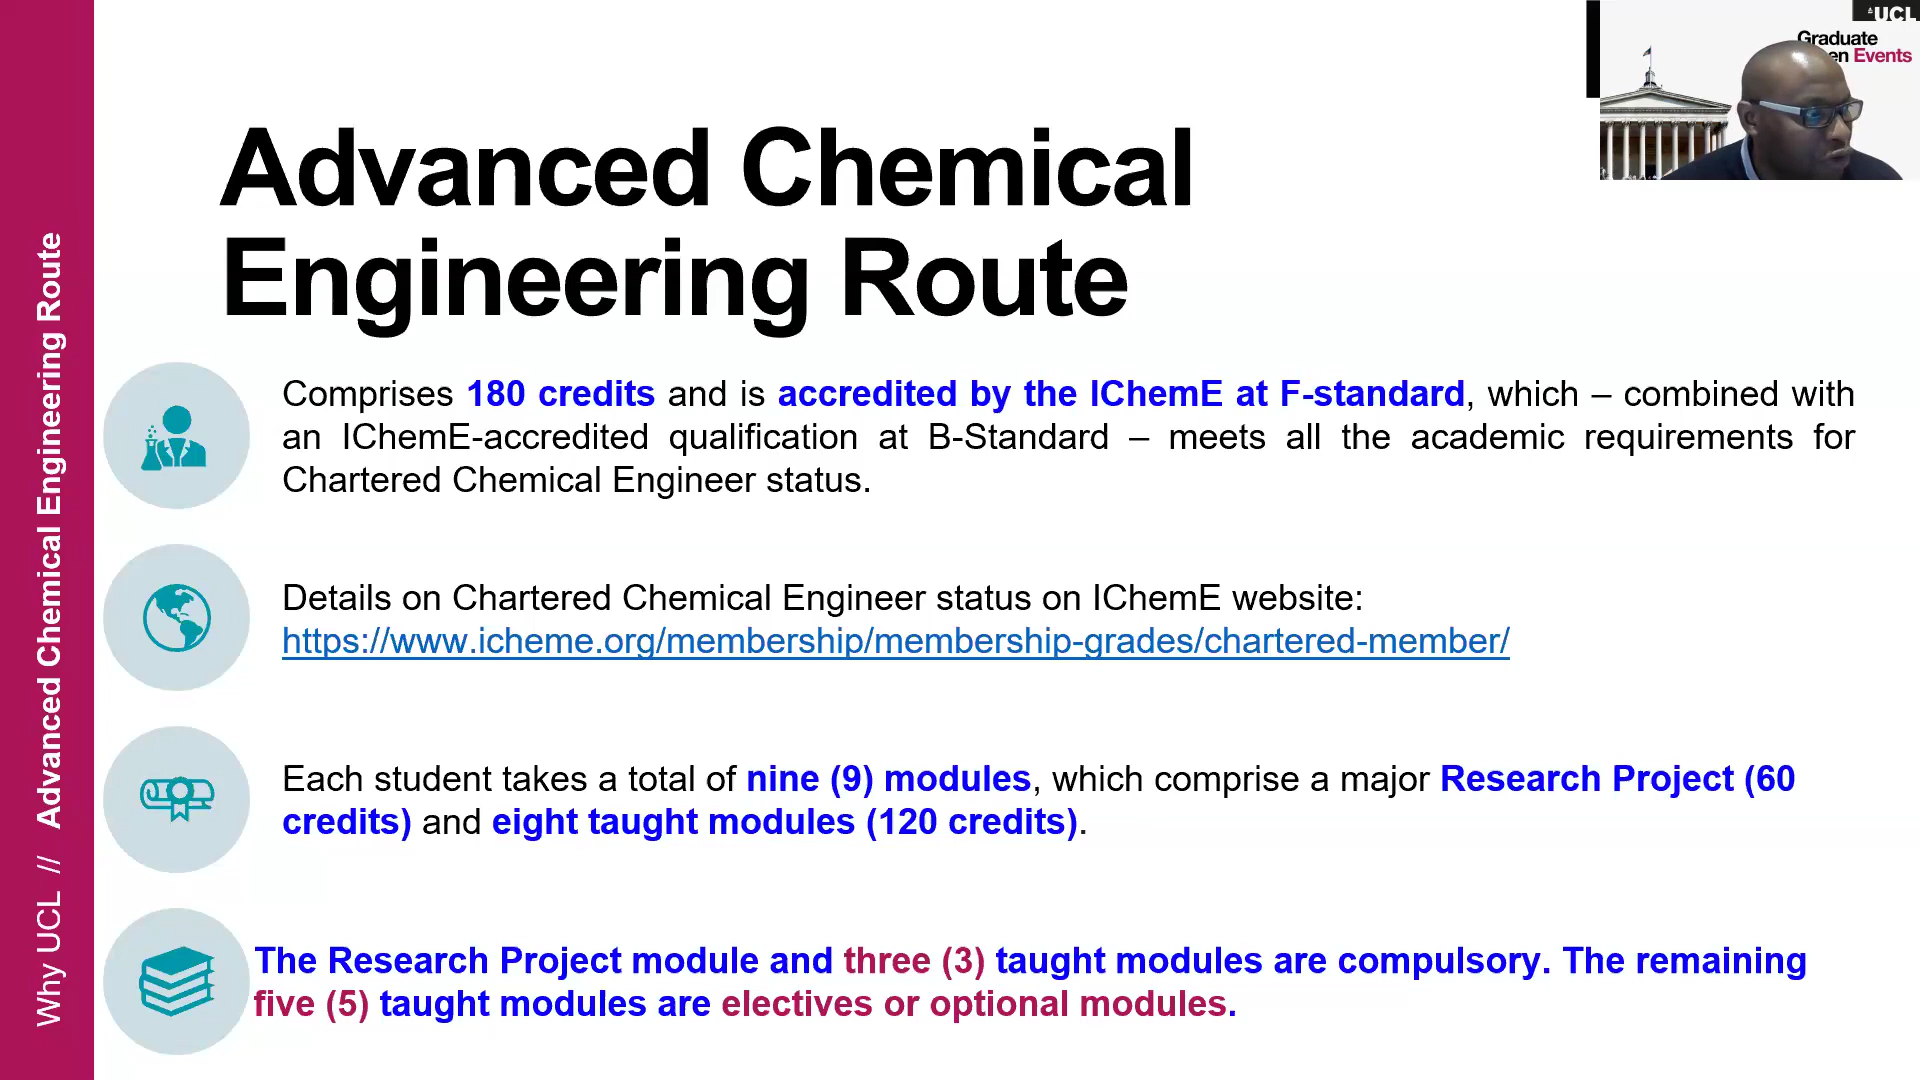 UCL
Graduate
en Events
Advanced Chemical
Engineering Route
Comprises 180 credits and is accredited by the IChemE at F-standard, which – combined with
an IChemE-accredited qualification at B-Standard – meets all the academic requirements for
Chartered Chemical Engineer status.
Details on Chartered Chemical Engineer status on IChemE website:
https://www.icheme.org/membership/membership-grades/chartered-member/
Each student takes a total of nine (9) modules, which comprise a major Research Project (60
credits) and eight taught modules (120 credits).
The Research Project module and three (3) taught modules are compulsory. The remaining
five (5) taught modules are electives or optional modules.
Why UCL // Advanced Chemical Engineering Route